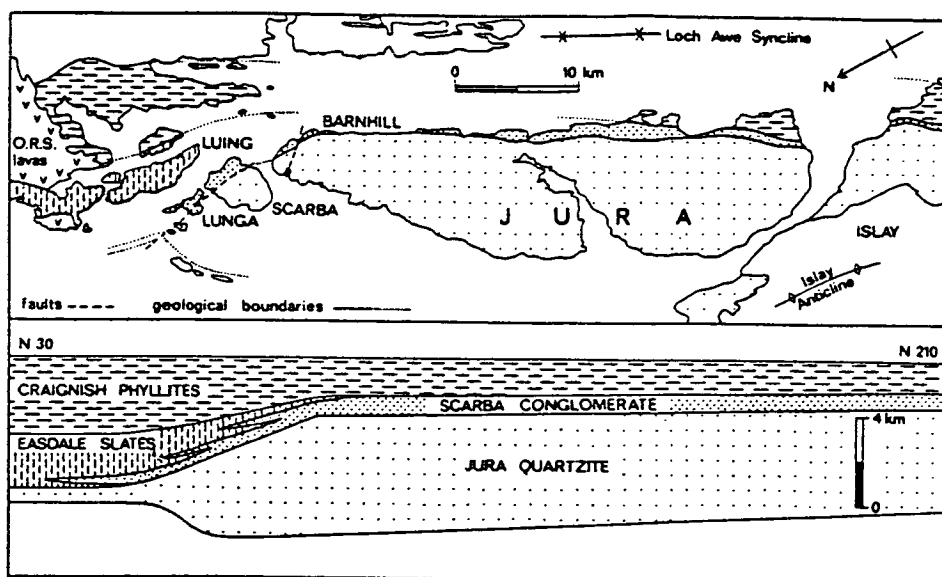 Loch Awe Syncline
0 10 km
N
BARNHILL
O.R.S.
lavas
LUING
SCARBA
LUNGA
JURA
ISLAY
Islay
Anticline
faults geological boundaries
N 30 N 210
CRAIGNISH PHYLLITES
SCARBA CONGLOMERATE
4 km
EASDALE SLATES
JURA QUARTZITE
0